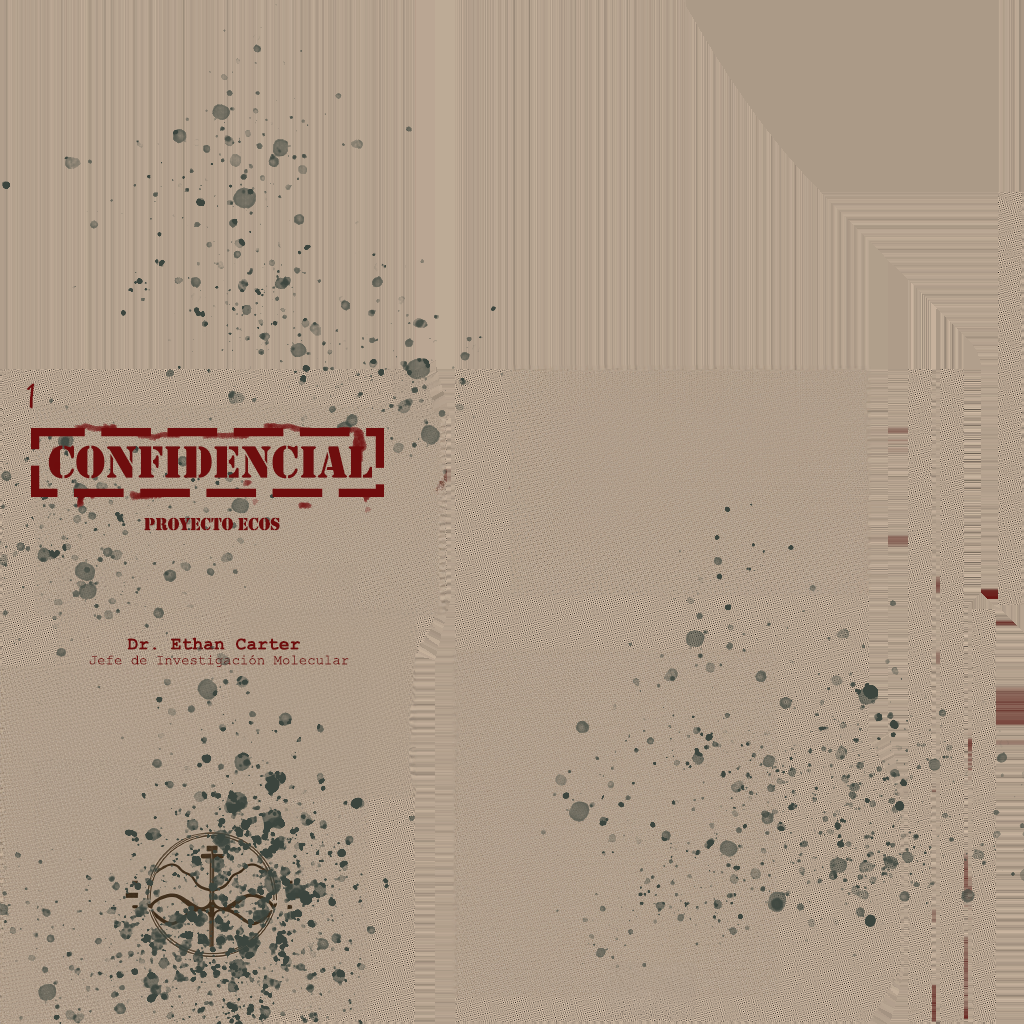 1
CONFIDENCIAL
PROYECTO ECOS
Dr. Ethan Carter
Jefe de Investigación Molecular